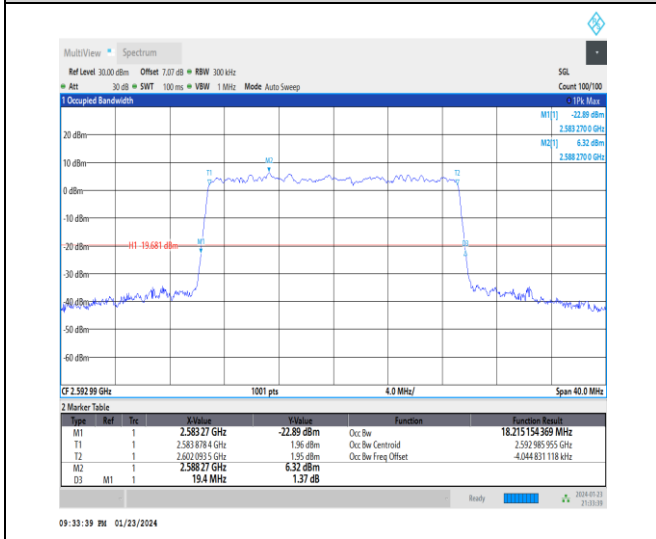 MultiView Spectrum
Ref Level 30.00 dBm Offset 7.07 dB RBW 300 kHz SGL
Att 30 dB SWT 100 ms VBW 1 MHz Mode Auto Sweep Count 100/100
1 Occupied Bandwidth 1Pk Max
M1[1] -22.89 dBm
2.583 270 0 GHz
M2[1] 6.32 dBm
2.588 270 0 GHz
20 dBm
10 dBm
0 dBm
-10 dBm
-20 dBm
-30 dBm
-40 dBm
-50 dBm
-60 dBm
T1
M2
T2
H1 -19.681 dBm
M1
CF 2.592 99 GHz 1001 pts 4.0 MHz/ Span 40.0 MHz
2 Marker Table
Type Ref Trc X-Value Y-Value Function Function Result
M1 1 2.583 27 GHz -22.89 dBm Occ Bw 18.215 154 369 MHz
T1 1 2.583 878 4 GHz 1.96 dBm Occ Bw Centroid 2.592 985 955 GHz
T2 1 2.602 093 5 GHz 1.95 dBm Occ Bw Freq Offset -4.044 831 118 kHz
M2 1 2.588 27 GHz 6.32 dBm
D3 M1 1 19.4 MHz 1.37 dB
Ready 2024-01-23
21:33:39
09:33:39 PM 01/23/2024